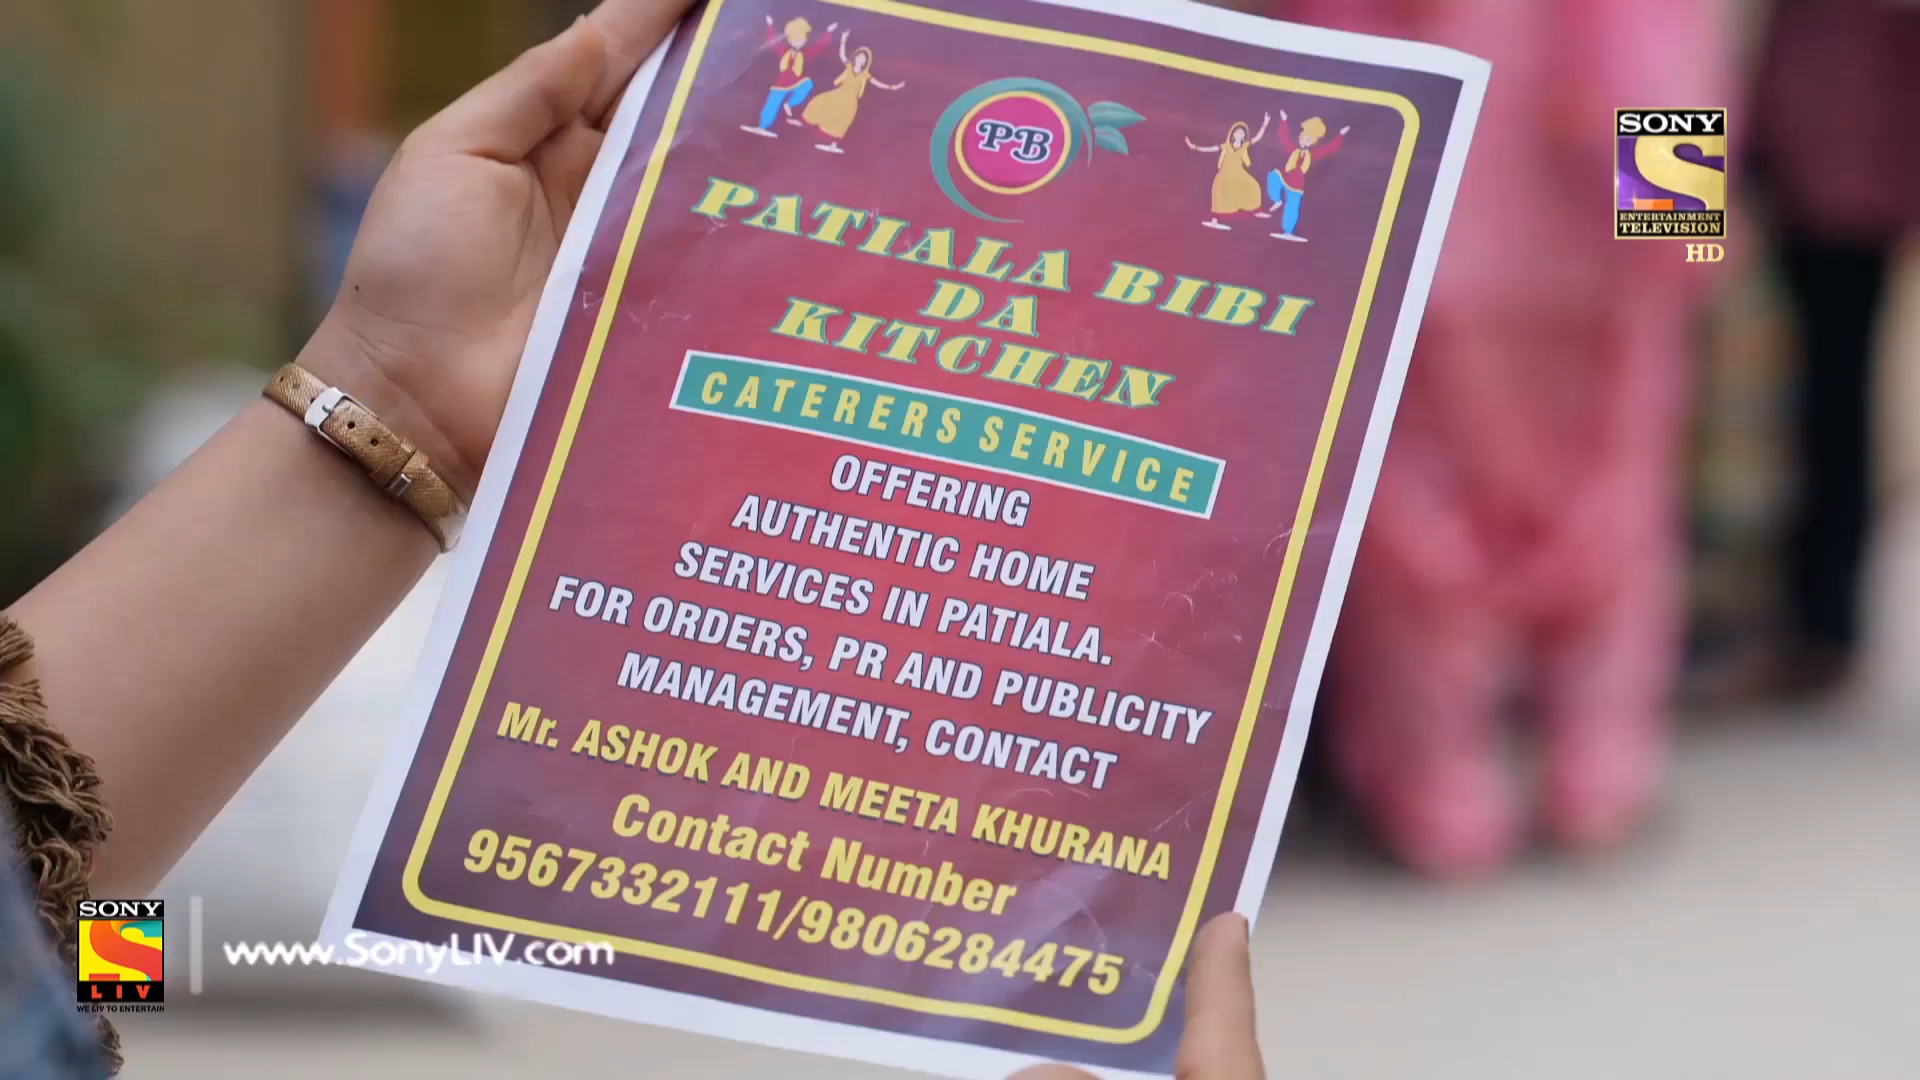 PB
PATIALA BIBI
DA
KITCHEN
CATERERS SERVICE
OFFERING
AUTHENTIC HOME
SERVICES IN PATIALA.
FOR ORDERS, PR AND PUBLICITY
MANAGEMENT, CONTACT
Mr. ASHOK AND MEETA KHURANA
Contact Number
9567332111/9806284475
SONY
ENTERTAINMENT
TELEVISION
HD
SONY
LIV
WE LIV TO ENTERTAIN
www.SonyLIV.com